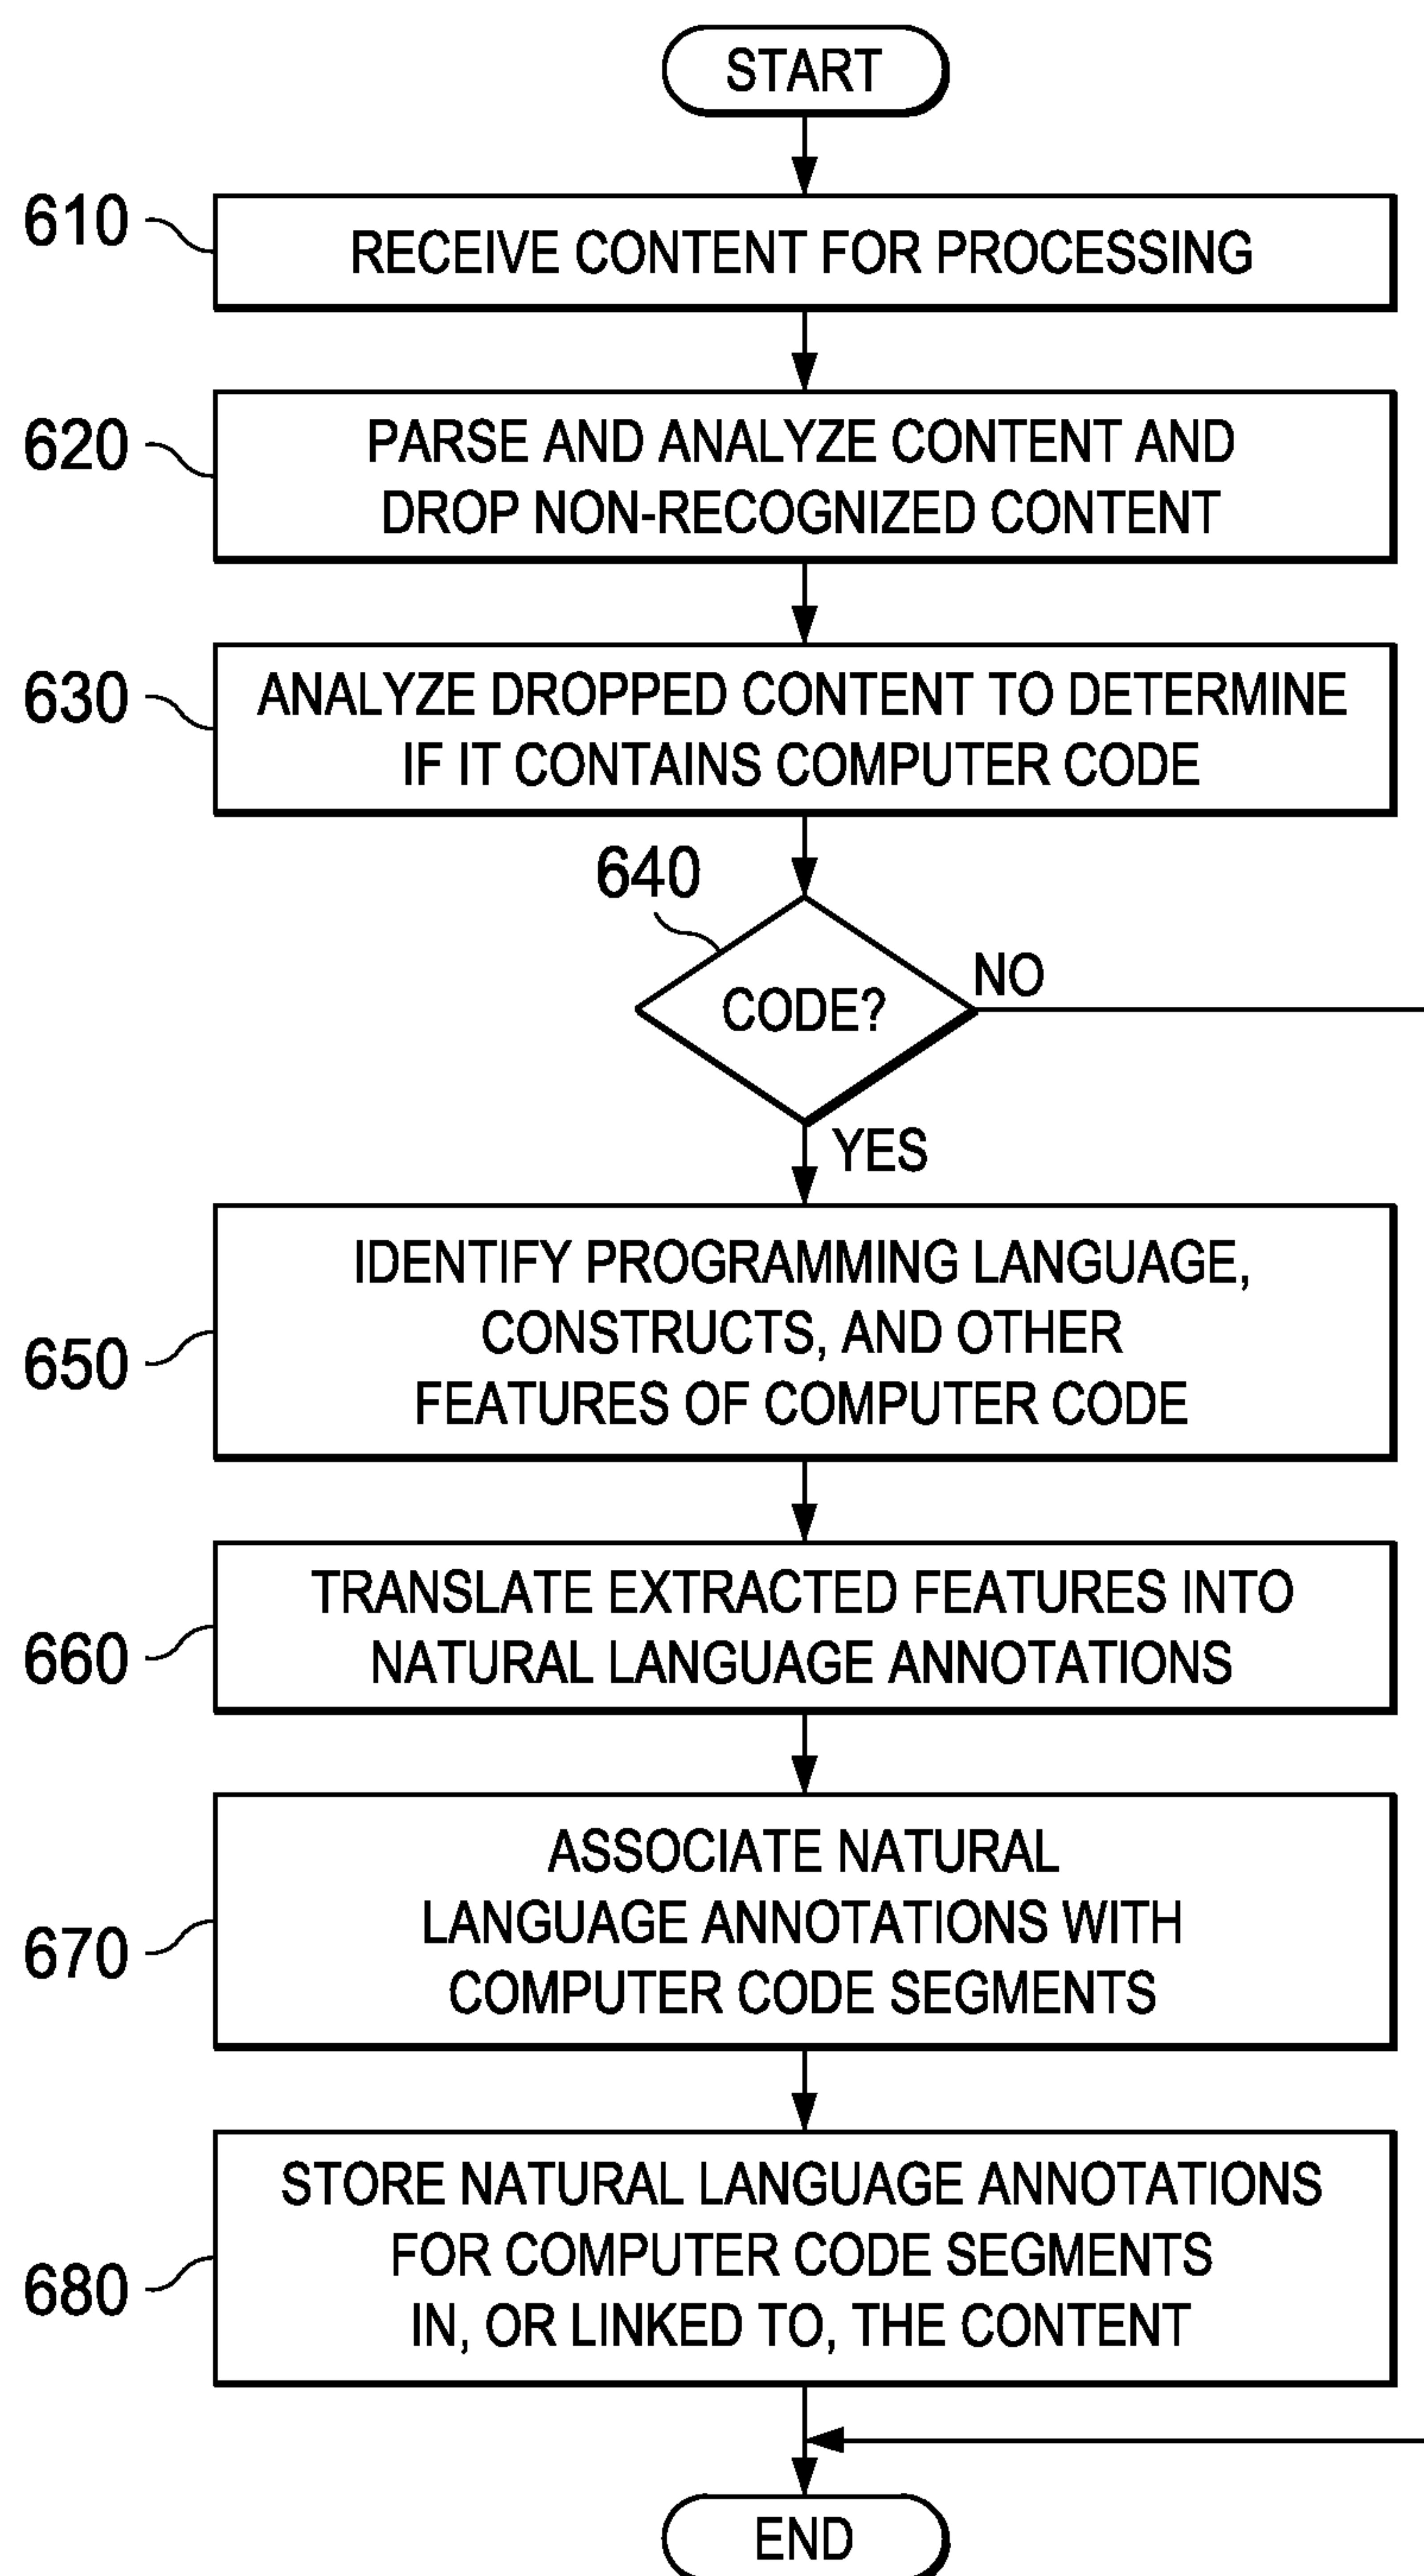 START
610
RECEIVE CONTENT FOR PROCESSING
620
PARSE AND ANALYZE CONTENT AND
DROP NON-RECOGNIZED CONTENT
630
ANALYZE DROPPED CONTENT TO DETERMINE
IF IT CONTAINS COMPUTER CODE
640
CODE?
NO
YES
650
IDENTIFY PROGRAMMING LANGUAGE,
CONSTRUCTS, AND OTHER
FEATURES OF COMPUTER CODE
660
TRANSLATE EXTRACTED FEATURES INTO
NATURAL LANGUAGE ANNOTATIONS
670
ASSOCIATE NATURAL
LANGUAGE ANNOTATIONS WITH
COMPUTER CODE SEGMENTS
680
STORE NATURAL LANGUAGE ANNOTATIONS
FOR COMPUTER CODE SEGMENTS
IN, OR LINKED TO, THE CONTENT
END